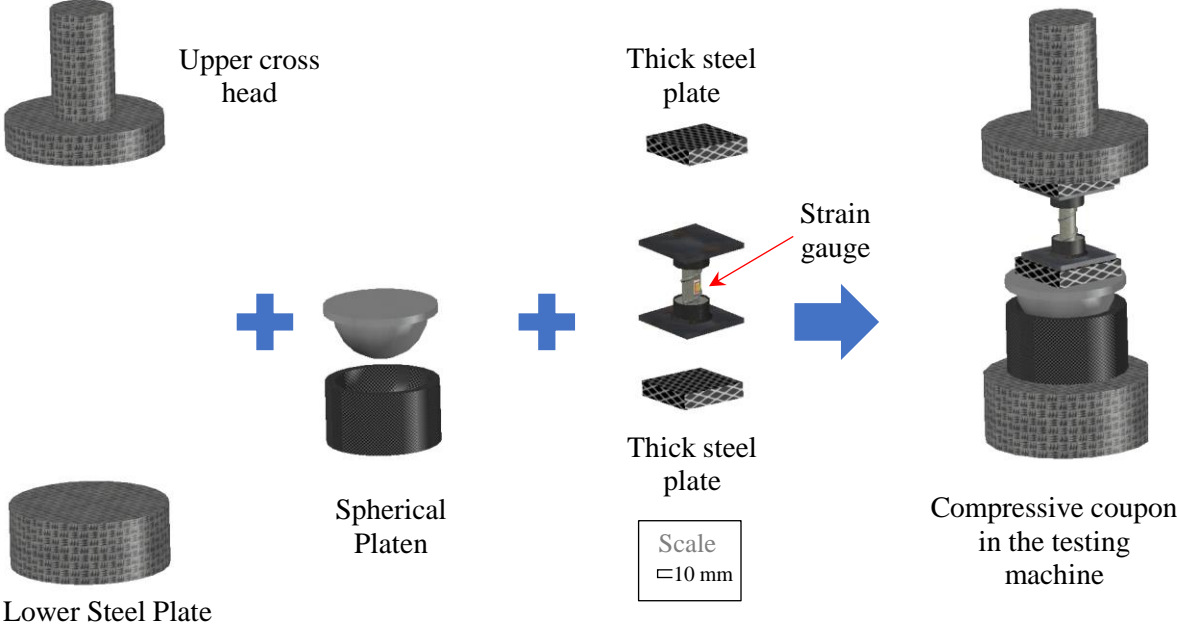 Upper cross
head
Thick steel
plate
Strain
gauge
Spherical
Platen
Thick steel
plate
Scale
10 mm
Lower Steel Plate
Compressive coupon
in the testing
machine